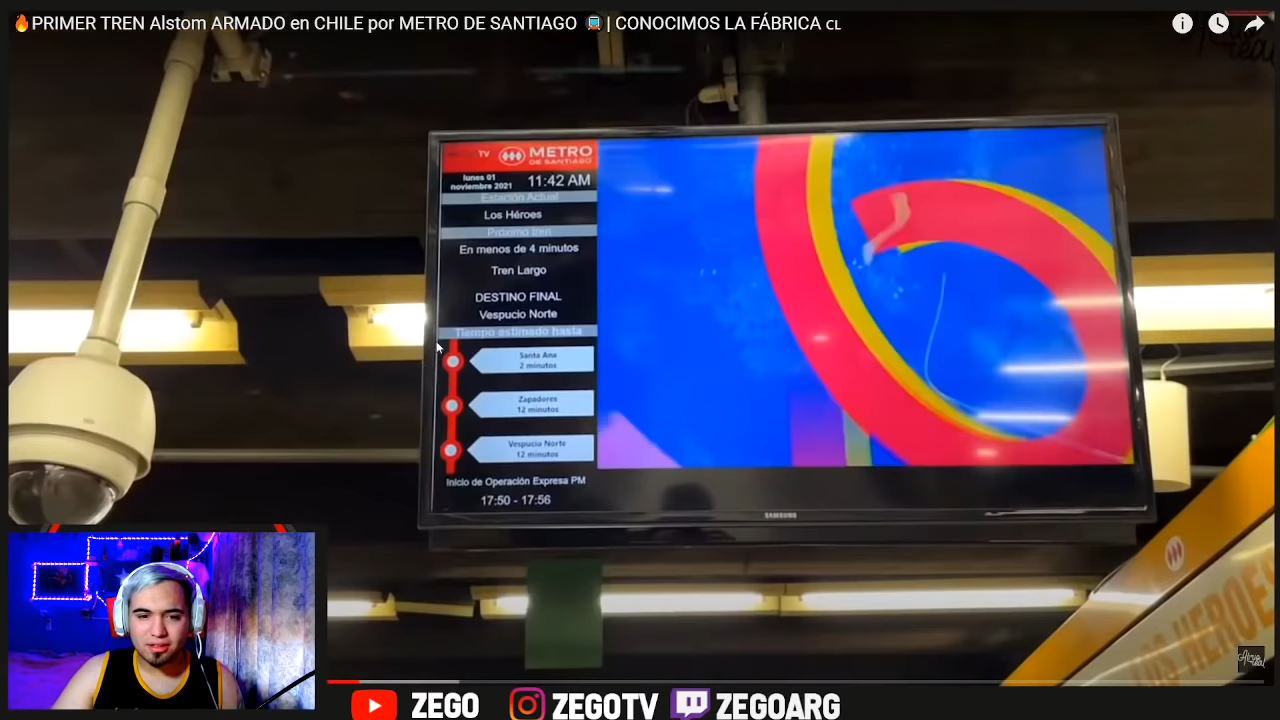 🔥PRIMER TREN Alstom ARMADO en CHILE por METRO DE SANTIAGO 🚇 | CONOCIMOS LA FÁBRICA CL
TV METRO
DE SANTIAGO
lunes 01
noviembre 2021
11:42 AM
Estación Actual
Los Héroes
Próximo tren
En menos de 4 minutos
Tren Largo
DESTINO FINAL
Vespucio Norte
Tiempo estimado hasta
Santa Ana
2 minutos
Zapadores
12 minutos
Vespucio Norte
12 minutos
Inicio de Operación Expresa PM
17:50 - 17:56
SAMSUNG
LOS HEROES
ZEGO
ZEGOTV
ZEGOARG